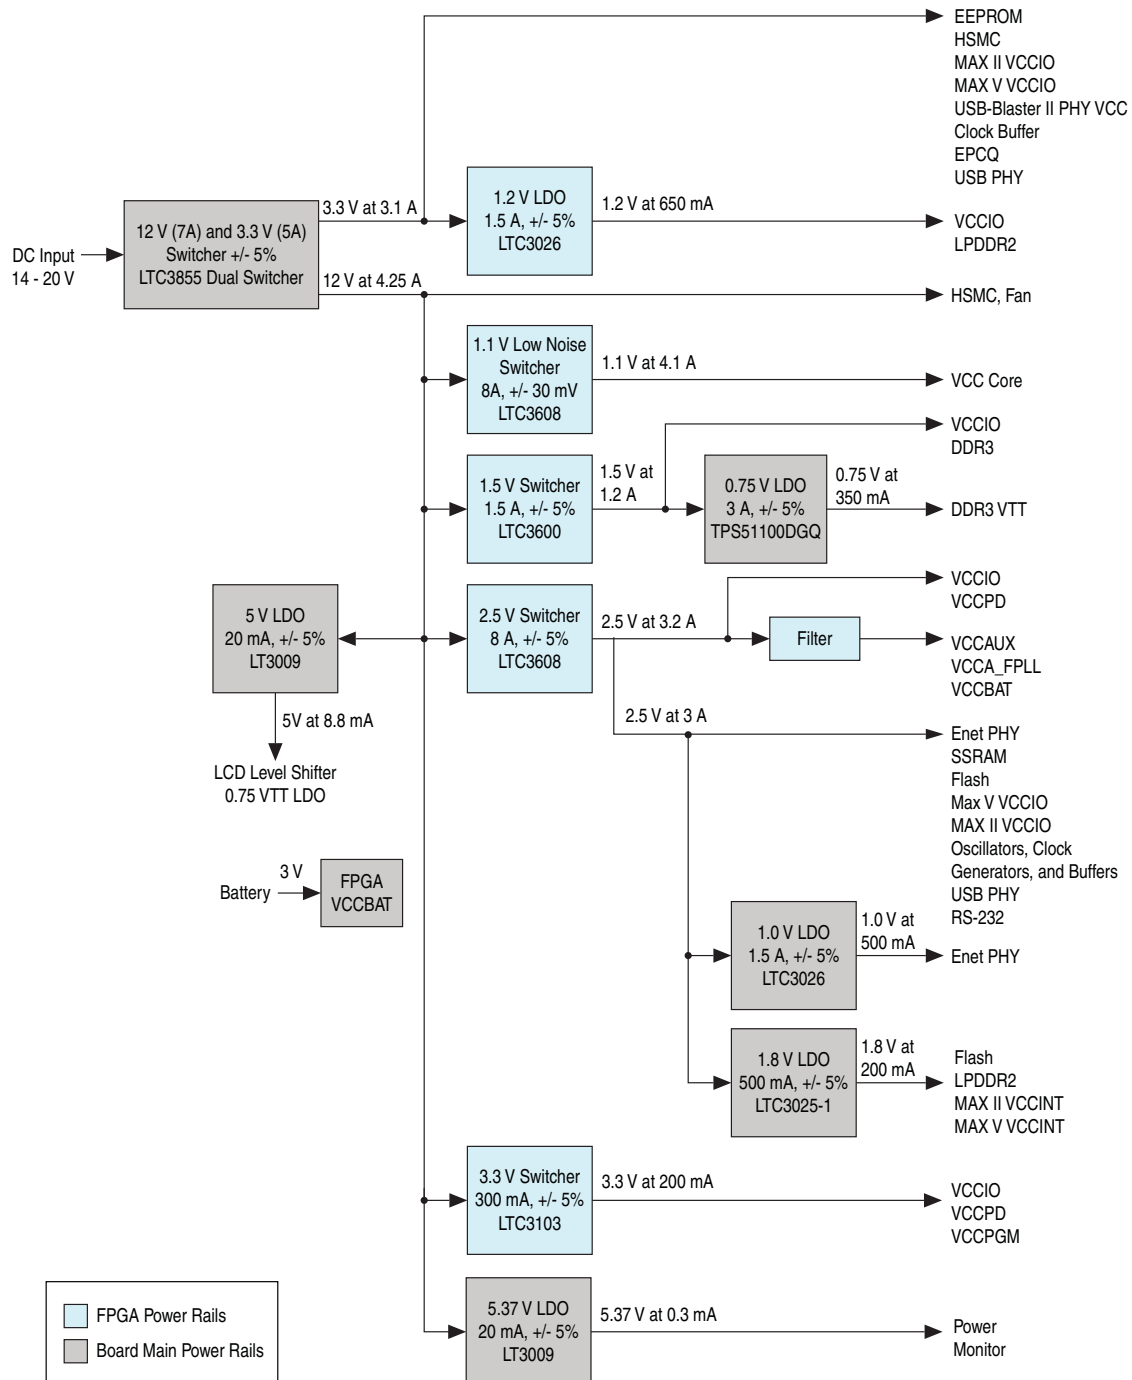 EEPROM
HSMC
MAX II VCCIO
MAX V VCCIO
USB-Blaster II PHY VCC
Clock Buffer
EPCQ
USB PHY
DC Input
14 - 20 V
12 V (7A) and 3.3 V (5A)
Switcher +/- 5%
LTC3855 Dual Switcher
3.3 V at 3.1 A
1.2 V LDO
1.5 A, +/- 5%
LTC3026
1.2 V at 650 mA
VCCIO
LPDDR2
12 V at 4.25 A
HSMC, Fan
1.1 V Low Noise
Switcher
8A, +/- 30 mV
LTC3608
1.1 V at 4.1 A
VCC Core
1.5 V Switcher
1.5 A, +/- 5%
LTC3600
1.5 V at
1.2 A
VCCIO
DDR3
0.75 V LDO
3 A, +/- 5%
TPS51100DGQ
0.75 V at
350 mA
DDR3 VTT
5 V LDO
20 mA, +/- 5%
LT3009
5V at 8.8 mA
LCD Level Shifter
0.75 VTT LDO
2.5 V Switcher
8 A, +/- 5%
LTC3608
2.5 V at 3.2 A
VCCIO
VCCPD
Filter
VCCAUX
VCCA_FPLL
VCCBAT
2.5 V at 3 A
Enet PHY
SSRAM
Flash
Max V VCCIO
MAX II VCCIO
Oscillators, Clock
Generators, and Buffers
USB PHY
RS-232
Battery
3 V
FPGA
VCCBAT
1.0 V LDO
1.5 A, +/- 5%
LTC3026
1.0 V at
500 mA
Enet PHY
1.8 V LDO
500 mA, +/- 5%
LTC3025-1
1.8 V at
200 mA
Flash
LPDDR2
MAX II VCCINT
MAX V VCCINT
3.3 V Switcher
300 mA, +/- 5%
LTC3103
3.3 V at 200 mA
VCCIO
VCCPD
VCCPGM
5.37 V LDO
20 mA, +/- 5%
LT3009
5.37 V at 0.3 mA
Power
Monitor
FPGA Power Rails
Board Main Power Rails